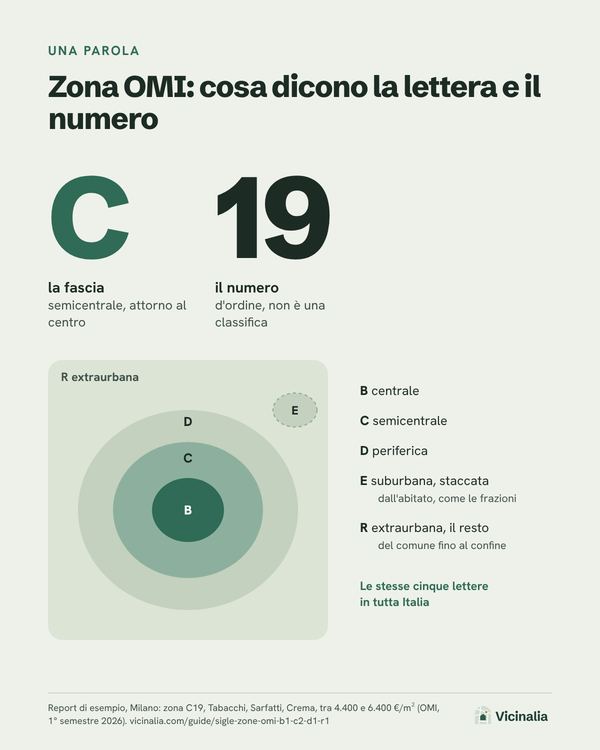 UNA PAROLA
Zona OMI: cosa dicono la lettera e il
numero
C
19
la fascia
semicentrale, attorno al
centro
il numero
d'ordine, non è una
classifica
R extraurbana
E
D
C
B
B centrale
C semicentrale
D periferica
E suburbana, staccata
dall'abitato, come le frazioni
R extraurbana, il resto
del comune fino al confine
Le stesse cinque lettere
in tutta Italia
Report di esempio, Milano: zona C19, Tabacchi, Sarfatti, Crema, tra 4.400 e 6.400 €/m² (OMI,
1° semestre 2026). vicinalia.com/guide/sigle-zone-omi-b1-c2-d1-r1
Vicinalia